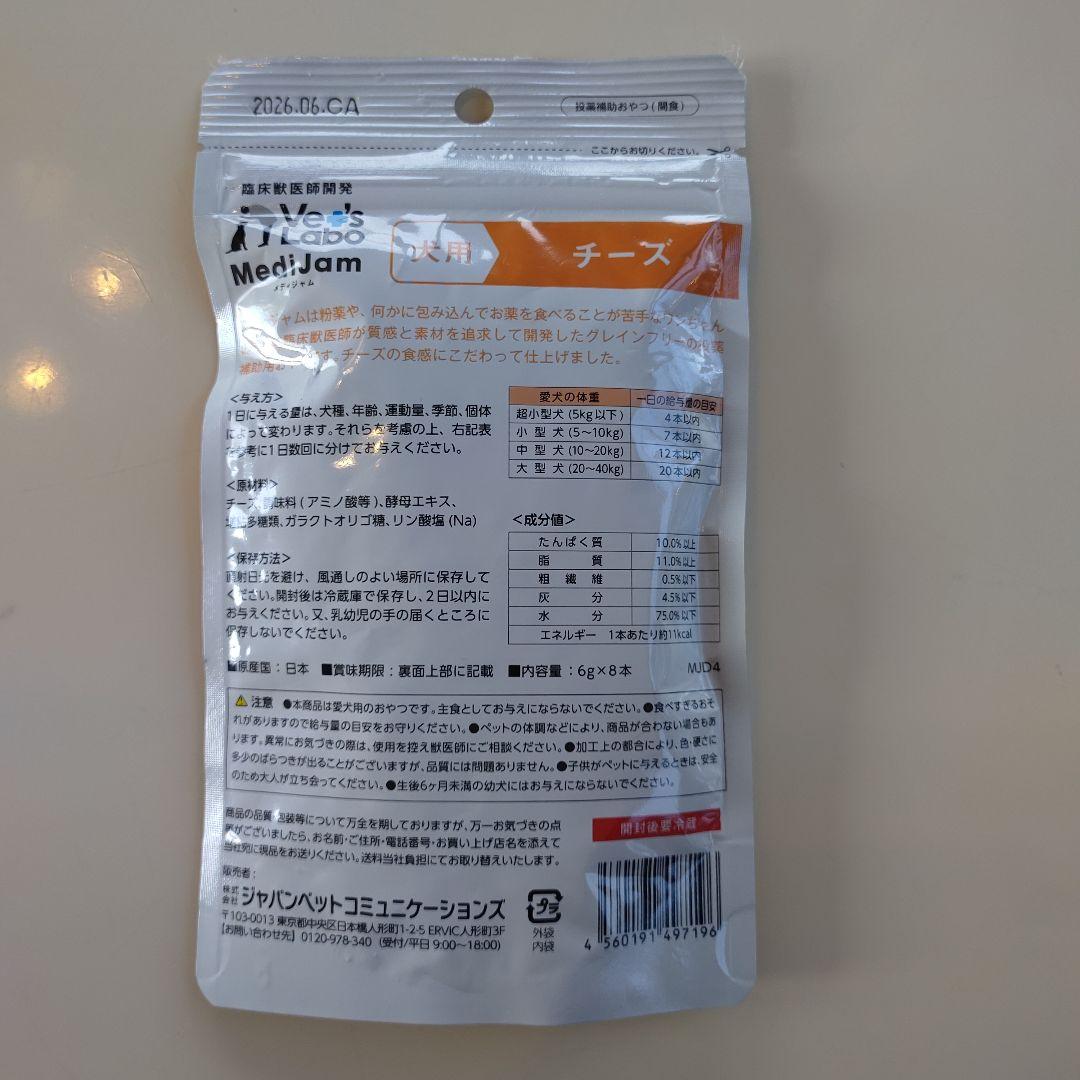 2026.06.CA
投薬補助おやつ(間食)
ここからお切りください。
臨床獣医師開発
Vet's Labo
MediJam
メディジャム
犬用
チーズ
ャムは粉薬や、何かに包み込んでお薬を食べることが苦手なワンちゃん
臨床獣医師が質感と素材を追求して開発したグレインフリーの投薬
補助用お す。チーズの食感にこだわって仕上げました。
<与え方>
1日に与える量は、犬種、年齢、運動量、季節、個体
によって変わります。それらを考慮の上、右記表
を参考に1日数回に分けてお与えください。
愛犬の体重 一日の給与量の目安
超小型犬(5kg以下) 4本以内
小型犬(5~10kg) 7本以内
中型犬(10~20kg) 12本以内
大型犬(20~40kg) 20本以内
<原材料>
チーズ、調味料(アミノ酸等)、酵母エキス、
増粘多糖類、ガラクトオリゴ糖、リン酸塩(Na)
<成分値>
たんぱく質 10.0%以上
脂質 11.0%以上
粗繊維 0.5%以下
灰分 4.5%以下
水分 75.0%以下
エネルギー 1本あたり約11kcal
<保存方法>
直射日光を避け、風通しのよい場所に保存して
ください。開封後は冷蔵庫で保存し、2日以内に
お与えください。又、乳幼児の手の届くところに
保存しないでください。
■原産国:日本 ■賞味期限:裏面上部に記載 ■内容量:6g×8本 MJD4
注意 ●本商品は愛犬用のおやつです。主食としてお与えにならないでください。●食べすぎるおそ
れがありますので給与量の目安をお守りください。●ペットの体調などにより、商品が合わない場合もあ
ります。異常にお気づきの際は、使用を控え獣医師にご相談ください。●加工上の都合により、色・硬さに
多少のばらつきが出ることがございますが、品質には問題ありません。●子供がペットに与えるときは、安全
のため大人が立ち会ってください。●生後6ヶ月未満の幼犬にはお与えにならないでください。
商品の品質・包装等について万全を期しておりますが、万一お気づきの点
等がございましたら、お名前・ご住所・電話番号・お買い上げ店名を添えて
当社宛に現品をお送りください。送料当社負担にてお取り替えいたします。
開封後要冷蔵
販売者:
株式会社ジャパンペットコミュニケーションズ
〒103-0013 東京都中央区日本橋人形町1-2-5 ERVIC人形町3F
【お問い合わせ先】0120-978-340(受付/平日 9:00~18:00)
プラ
外袋
内袋
4 560191 497196